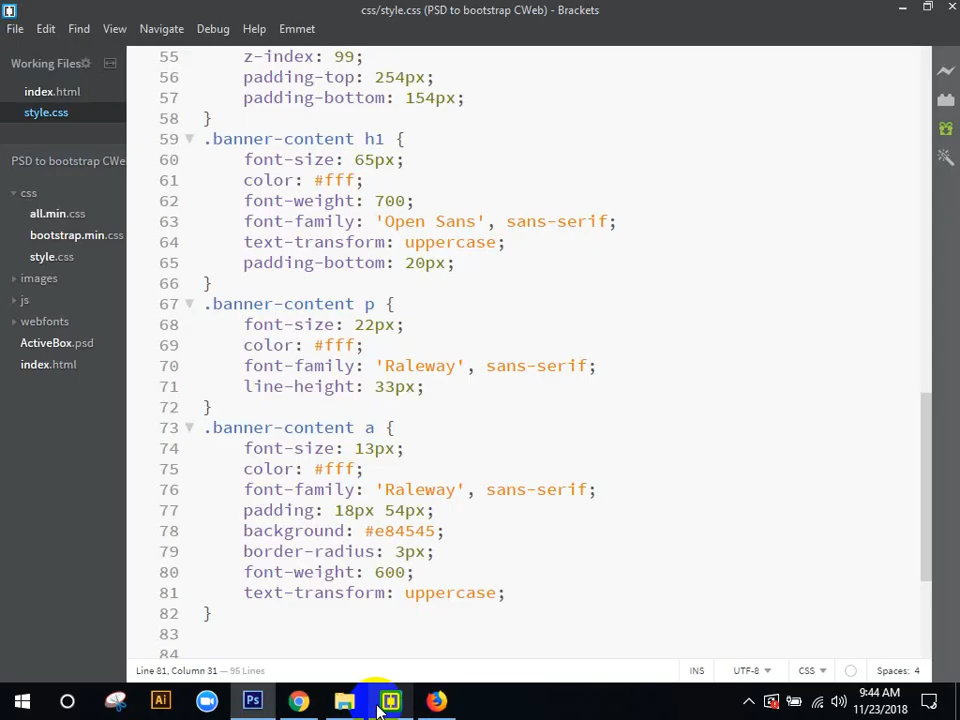 css/style.css (PSD to bootstrap CWeb) - Brackets
File Edit Find View Navigate Debug Help Emmet
Working Files
index.html
style.css
PSD to bootstrap CWe
css
all.min.css
bootstrap.min.css
style.css
images
js
webfonts
ActiveBox.psd
index.html
55 z-index: 99;
56 padding-top: 254px;
57 padding-bottom: 154px;
58 }
59 .banner-content h1 {
60 font-size: 65px;
61 color: #fff;
62 font-weight: 700;
63 font-family: 'Open Sans', sans-serif;
64 text-transform: uppercase;
65 padding-bottom: 20px;
66 }
67 .banner-content p {
68 font-size: 22px;
69 color: #fff;
70 font-family: 'Raleway', sans-serif;
71 line-height: 33px;
72 }
73 .banner-content a {
74 font-size: 13px;
75 color: #fff;
76 font-family: 'Raleway', sans-serif;
77 padding: 18px 54px;
78 background: #e84545;
79 border-radius: 3px;
80 font-weight: 600;
81 text-transform: uppercase;
82 }
83
84
Line 81, Column 31 — 95 Lines
INS UTF-8 CSS Spaces: 4
Ai Ps
9:44 AM
11/23/2018